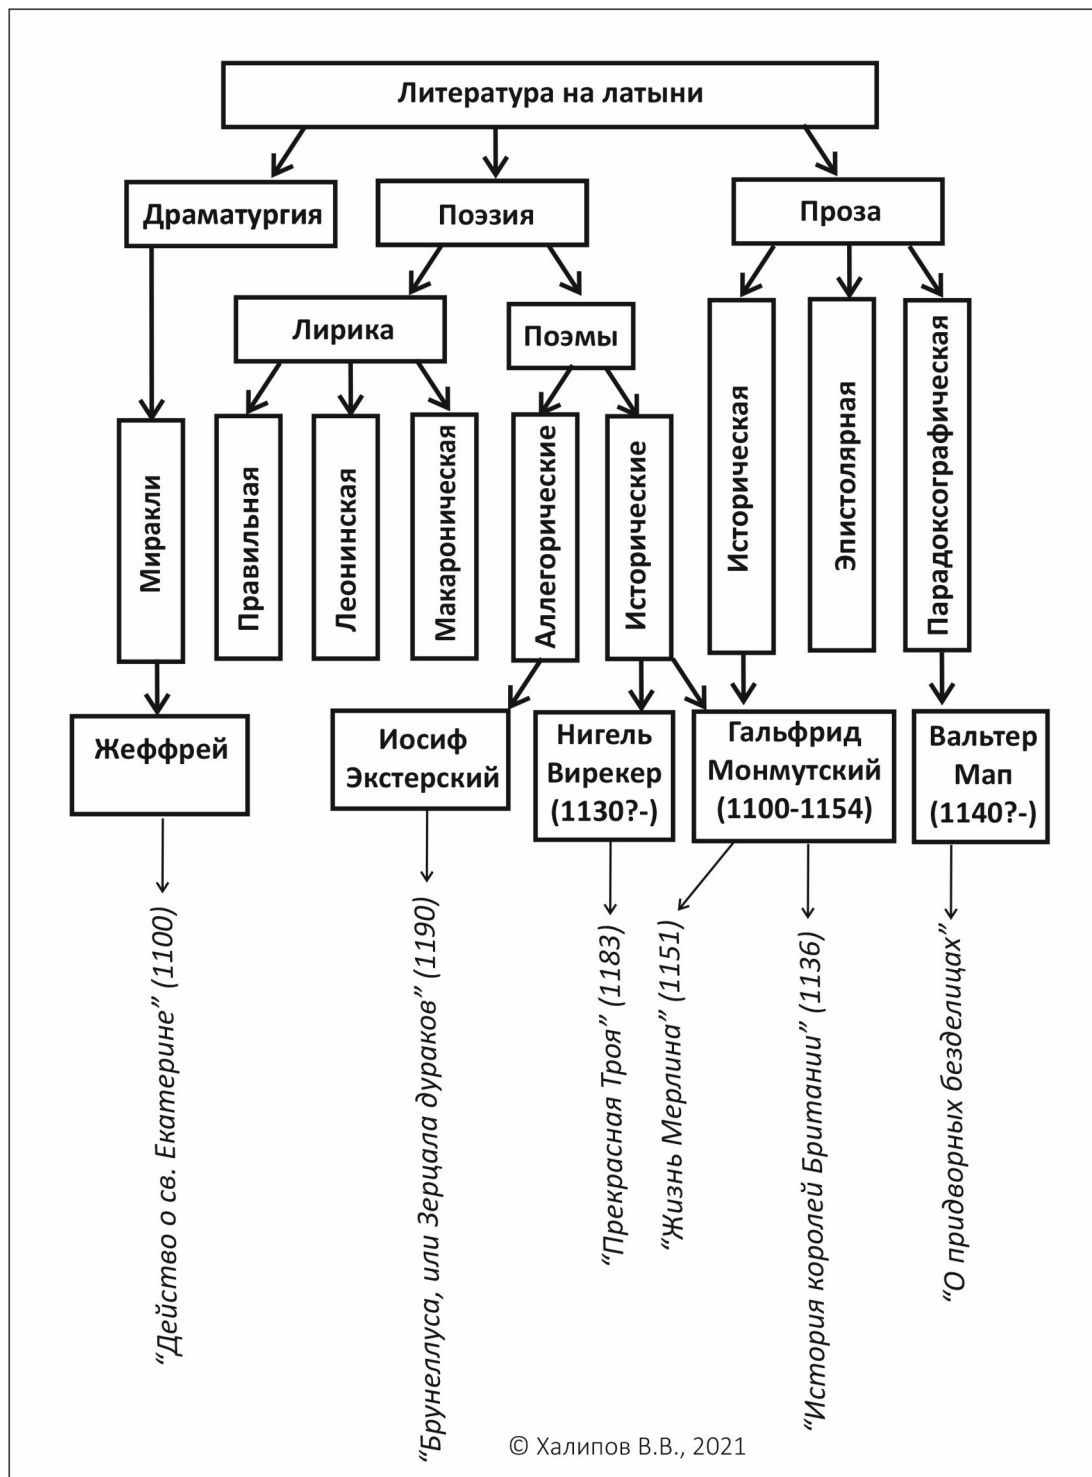 Литература на латыни
Драматургия
Поэзия
Проза
Лирика
Поэмы
Миракли
Правильная
Леонинская
Макароническая
Аллегорические
Исторические
Историческая
Эпистолярная
Парадоксографическая
Жеффрей
Иосиф
Экстерский
Нигель
Вирекер
(1130?-)
Гальфрид
Монмутский
(1100-1154)
Вальтер
Мап
(1140?-)
“Действо о св. Екатерине” (1100)
“Брунеллуса, или Зерцала дураков” (1190)
“Прекрасная Троя” (1183)
“Жизнь Мерлина” (1151)
“История королей Британии” (1136)
“О придворных безделицах”
© Халипов В.В., 2021